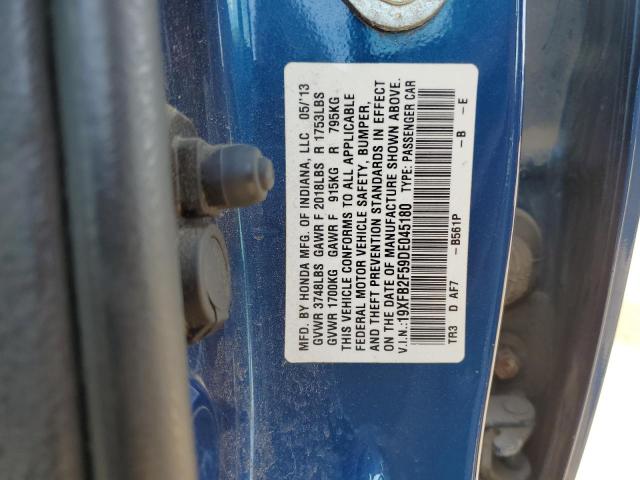 MFD. BY HONDA MFG. OF INDIANA, LLC 05/'13
GVWR 3748LBS GAWR F 2018LBS R 1753LBS
GVWR 1700KG GAWR F 915KG R 795KG
THIS VEHICLE CONFORMS TO ALL APPLICABLE
FEDERAL MOTOR VEHICLE SAFETY, BUMPER,
AND THEFT PREVENTION STANDARDS IN EFFECT
ON THE DATE OF MANUFACTURE SHOWN ABOVE.
V.I.N.:19XFB2F59DE045180 TYPE: PASSENGER CAR
TR3 D AF7 -B561P -B -E